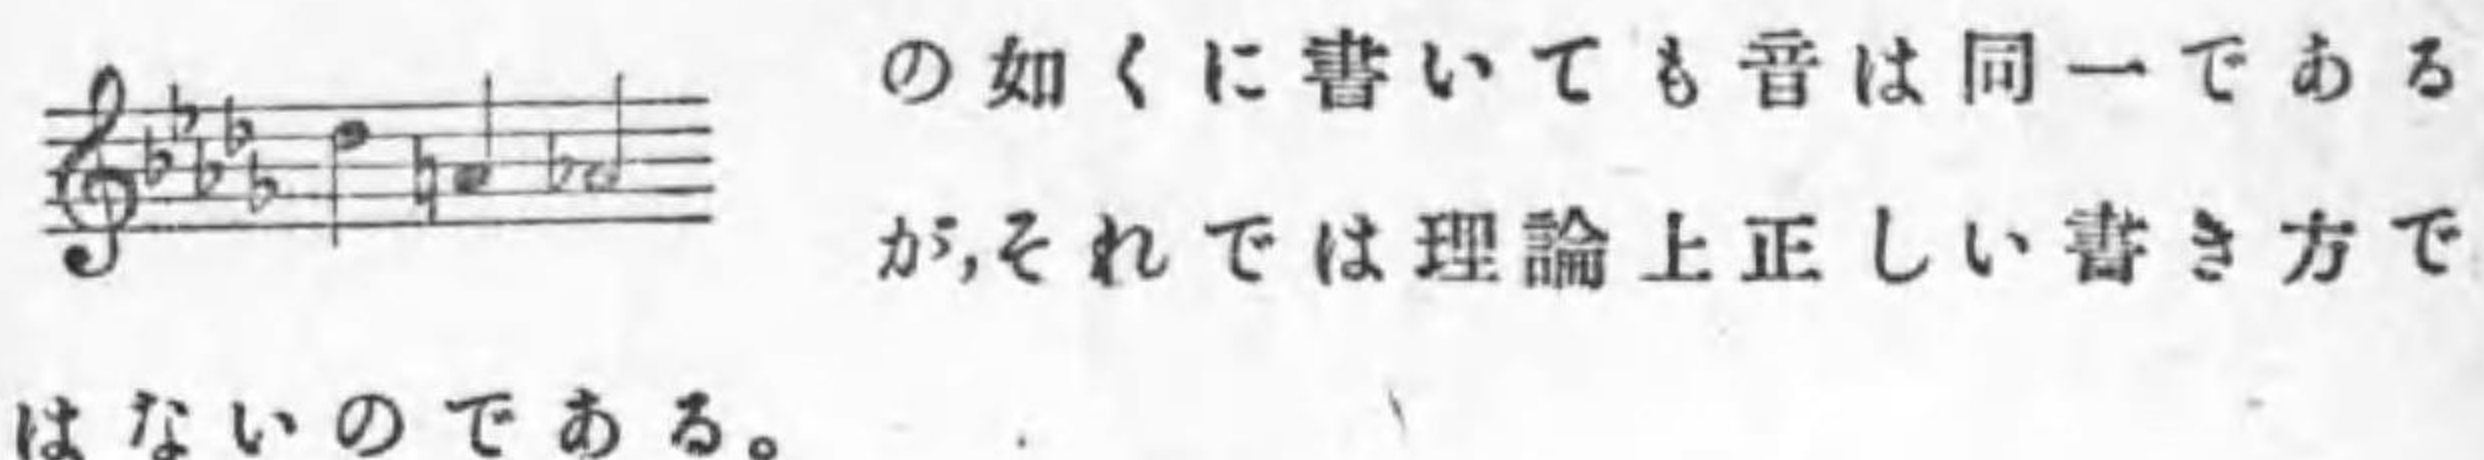 の如くに書いても音は同一である
が,それでは理論上正しい書き方で
はないのである。